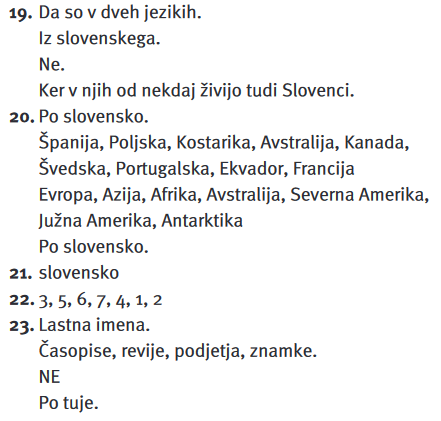 19. Da so v dveh jezikih.
Iz slovenskega.
Ne.
Ker v njih od nekdaj živijo tudi Slovenci.
20. Po slovensko.
Španija, Poljska, Kostarika, Avstralija, Kanada,
Švedska, Portugalska, Ekvador, Francija
Evropa, Azija, Afrika, Avstralija, Severna Amerika,
Južna Amerika, Antarktika
Po slovensko.
21. slovensko
22. 3, 5, 6, 7, 4, 1, 2
23. Lastna imena.
Časopise, revije, podjetja, znamke.
NE
Po tuje.